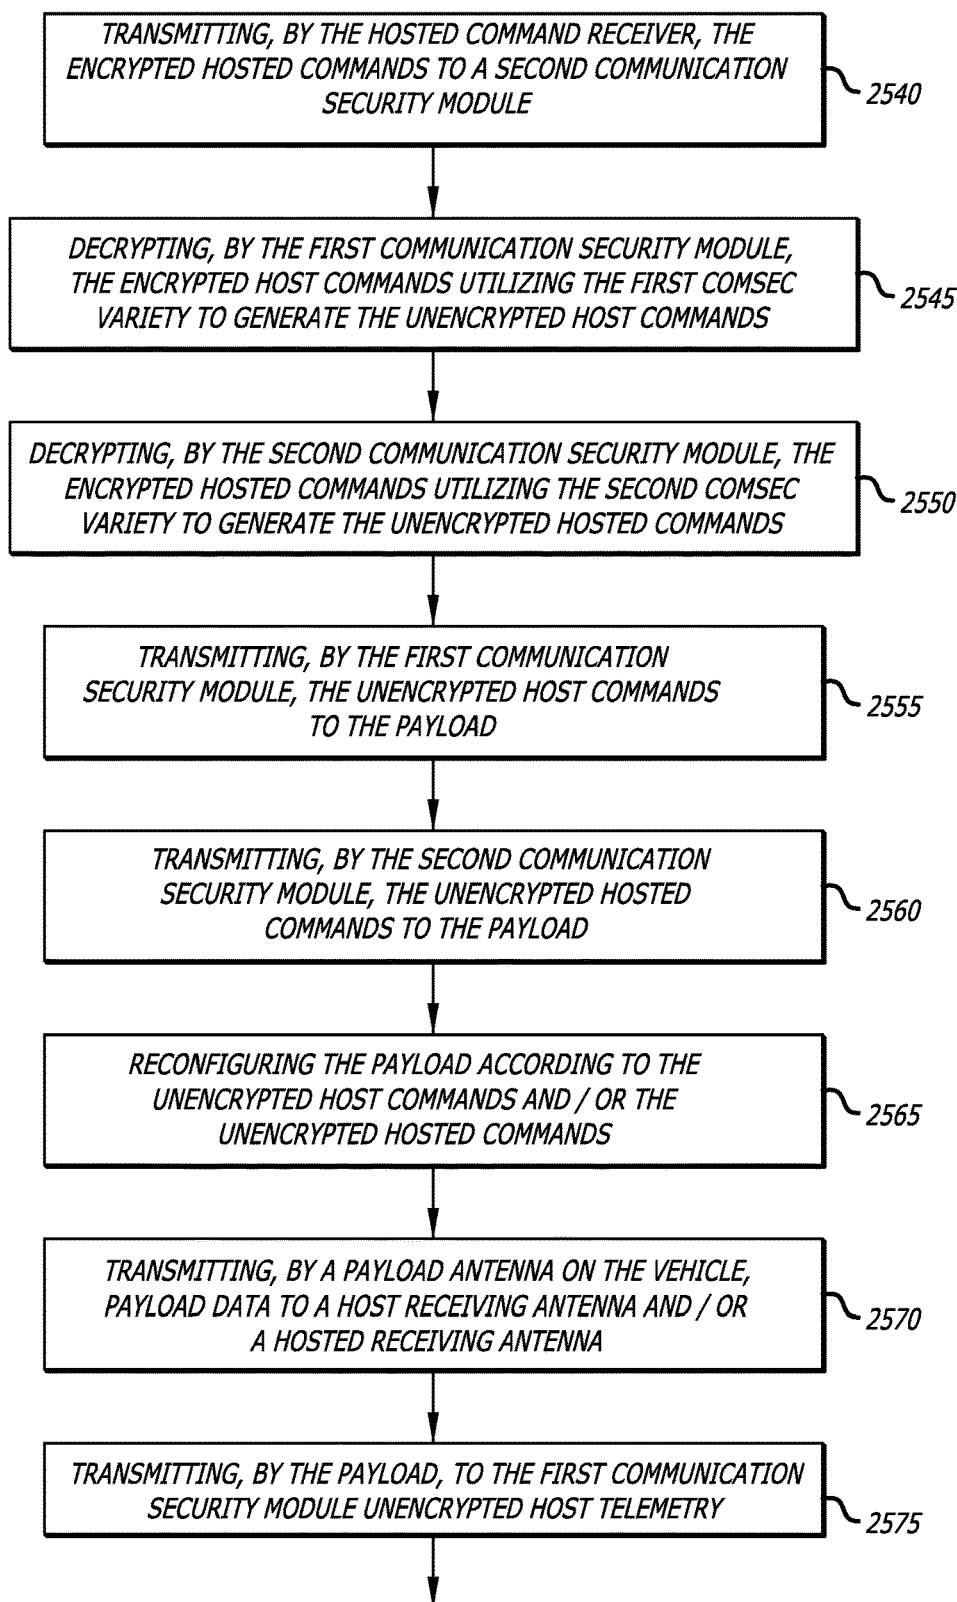 TRANSMITTING, BY THE HOSTED COMMAND RECEIVER, THE
ENCRYPTED HOSTED COMMANDS TO A SECOND COMMUNICATION
SECURITY MODULE
2540
DECRYPTING, BY THE FIRST COMMUNICATION SECURITY MODULE,
THE ENCRYPTED HOST COMMANDS UTILIZING THE FIRST COMSEC
VARIETY TO GENERATE THE UNENCRYPTED HOST COMMANDS
2545
DECRYPTING, BY THE SECOND COMMUNICATION SECURITY MODULE, THE
ENCRYPTED HOSTED COMMANDS UTILIZING THE SECOND COMSEC
VARIETY TO GENERATE THE UNENCRYPTED HOSTED COMMANDS
2550
TRANSMITTING, BY THE FIRST COMMUNICATION
SECURITY MODULE, THE UNENCRYPTED HOST COMMANDS
TO THE PAYLOAD
2555
TRANSMITTING, BY THE SECOND COMMUNICATION
SECURITY MODULE, THE UNENCRYPTED HOSTED
COMMANDS TO THE PAYLOAD
2560
RECONFIGURING THE PAYLOAD ACCORDING TO THE
UNENCRYPTED HOST COMMANDS AND / OR THE
UNENCRYPTED HOSTED COMMANDS
2565
TRANSMITTING, BY A PAYLOAD ANTENNA ON THE VEHICLE,
PAYLOAD DATA TO A HOST RECEIVING ANTENNA AND / OR
A HOSTED RECEIVING ANTENNA
2570
TRANSMITTING, BY THE PAYLOAD, TO THE FIRST COMMUNICATION
SECURITY MODULE UNENCRYPTED HOST TELEMETRY
2575